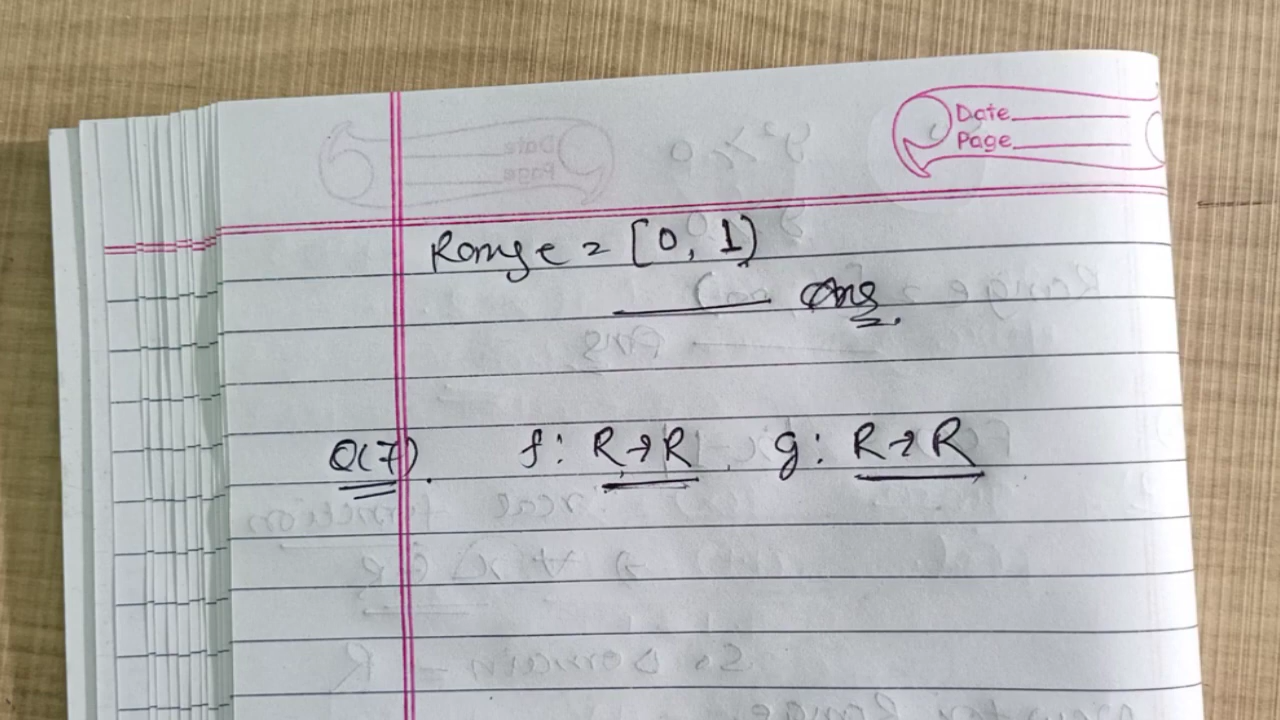 Date
Page
Range = [0, 1)
Ans
Q(7). f: R→R, g: R→R